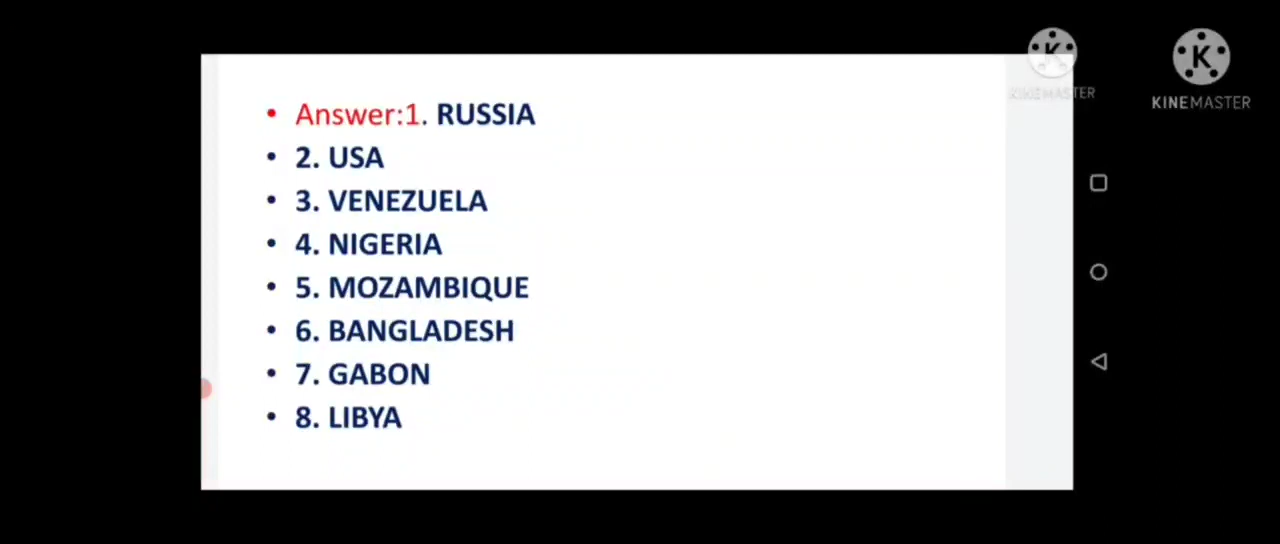 • Answer:1. RUSSIA
• 2. USA
• 3. VENEZUELA
• 4. NIGERIA
• 5. MOZAMBIQUE
• 6. BANGLADESH
• 7. GABON
• 8. LIBYA
KINEMASTER
KINEMASTER